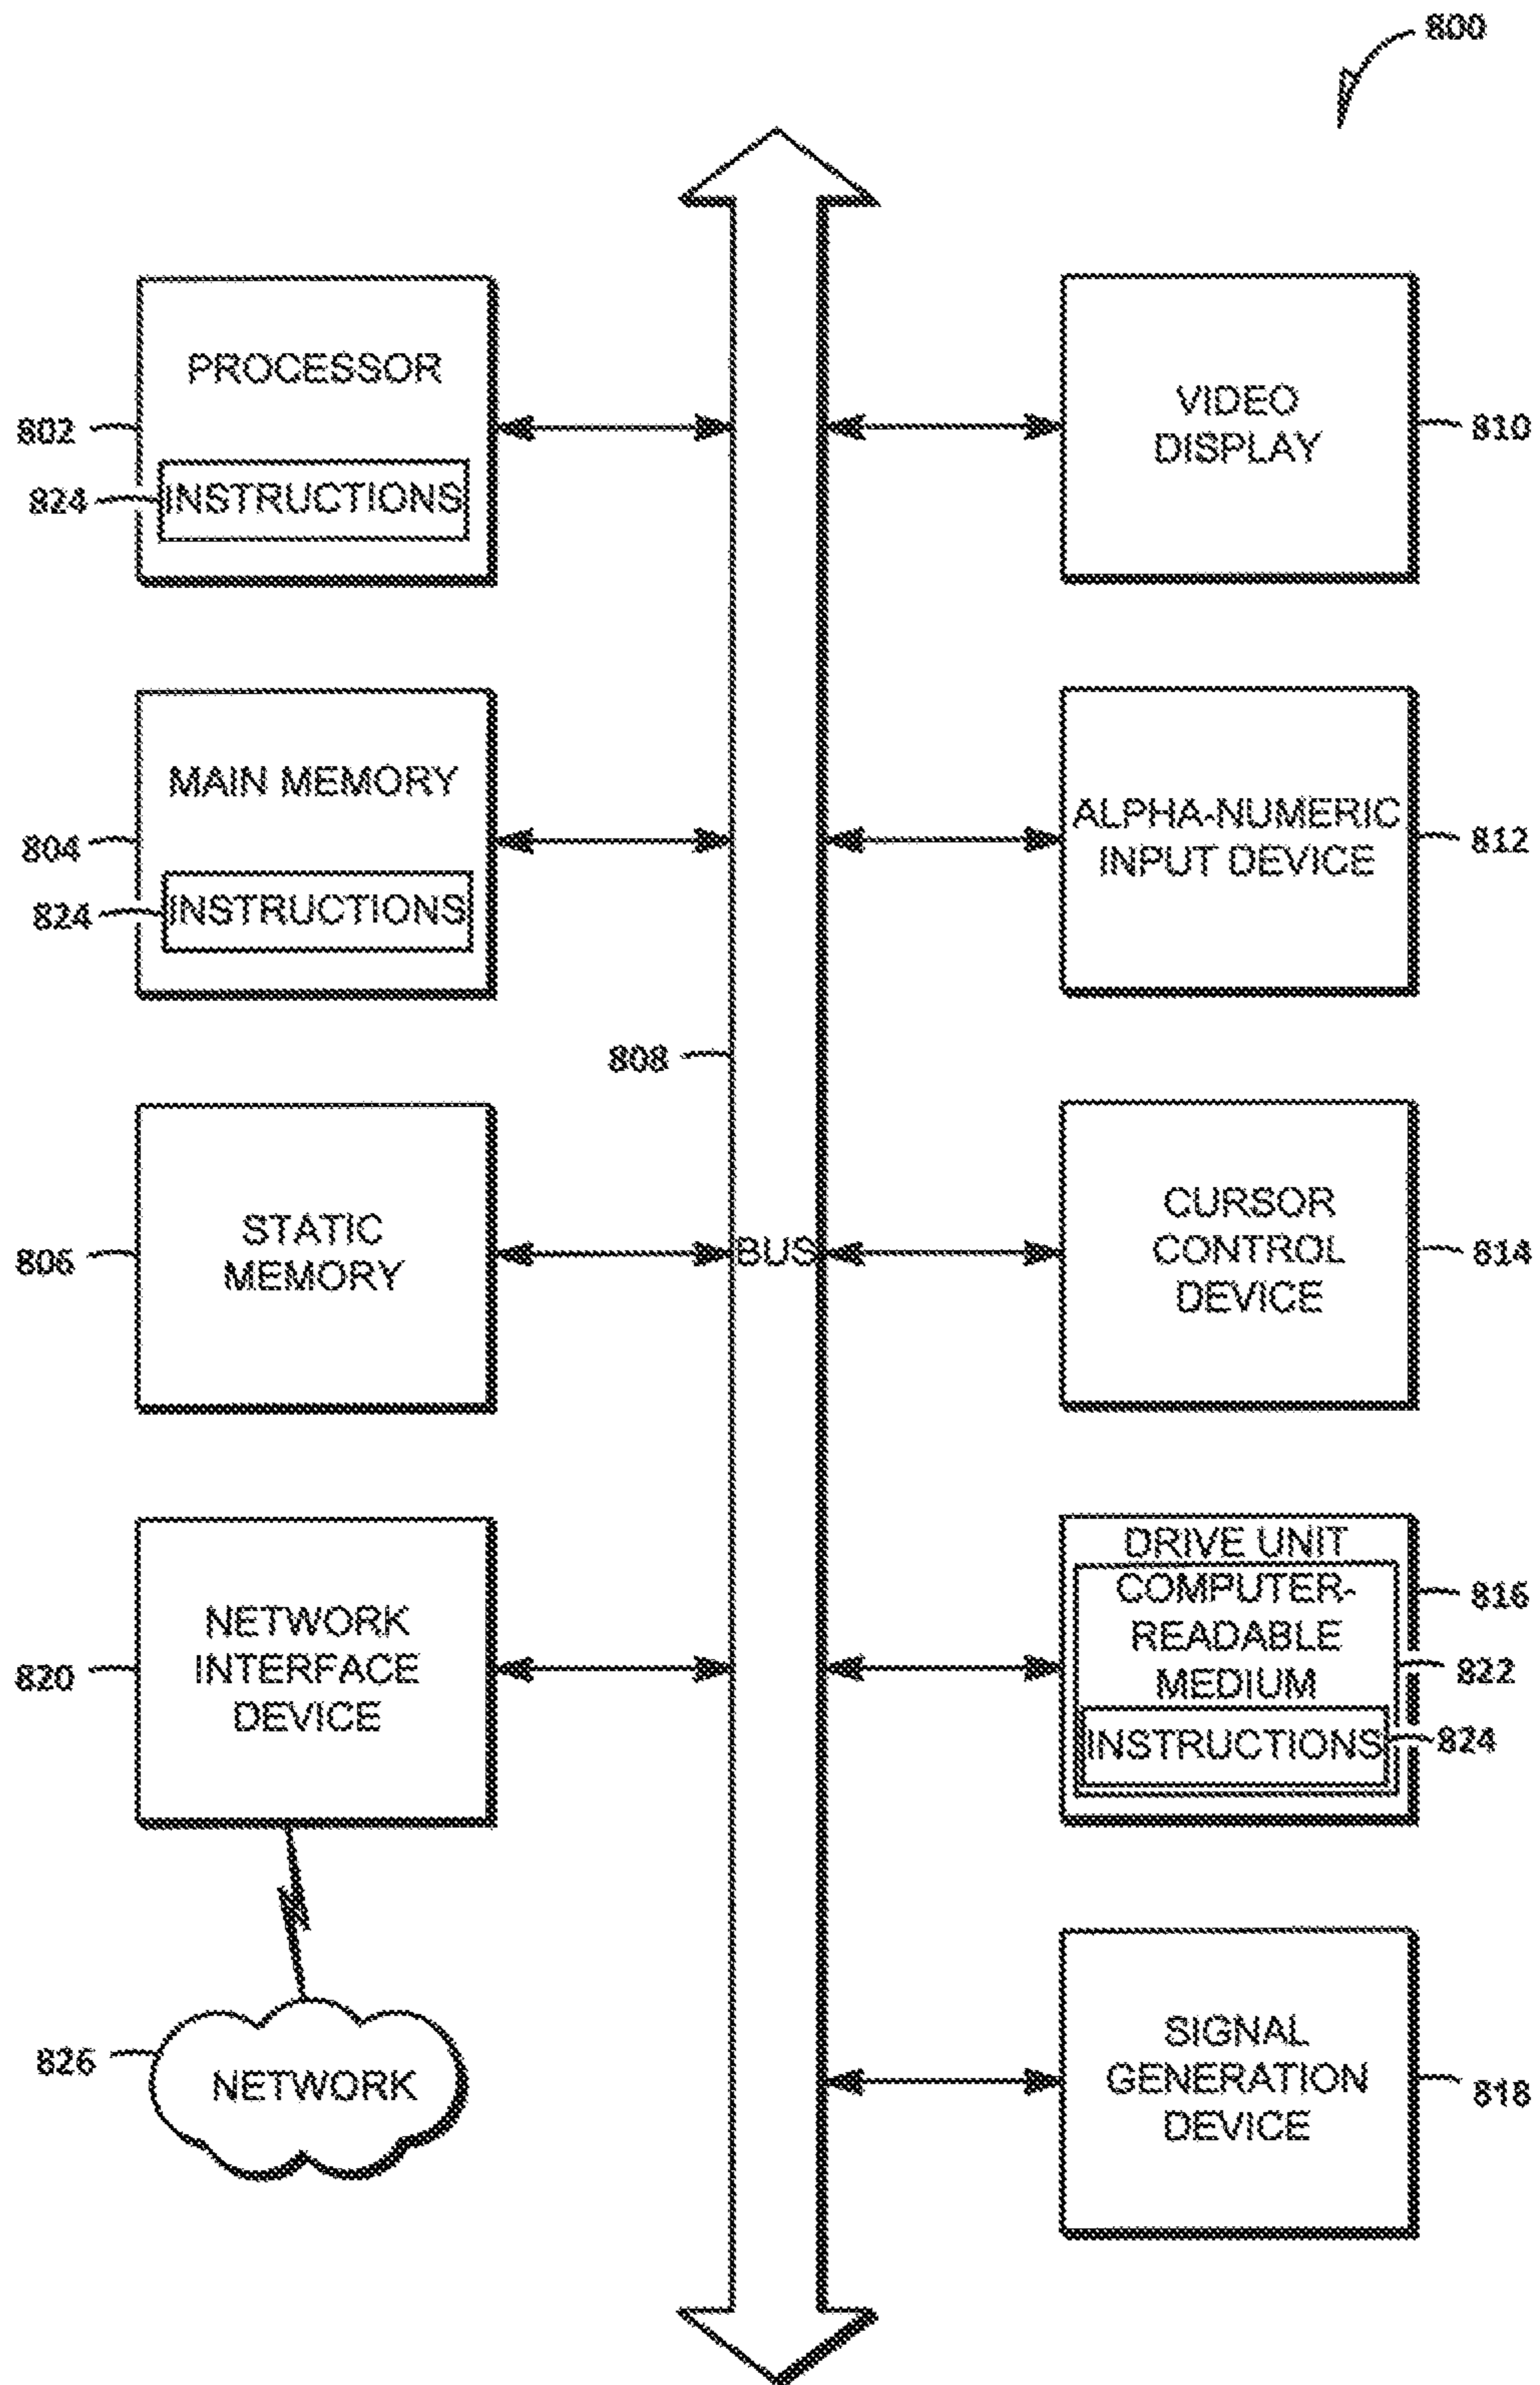 800
PROCESSOR
802
824
INSTRUCTIONS
VIDEO
DISPLAY
810
MAIN MEMORY
804
824
INSTRUCTIONS
ALPHA-NUMERIC
INPUT DEVICE
812
808
STATIC
MEMORY
806
BUS
CURSOR
CONTROL
DEVICE
814
NETWORK
INTERFACE
DEVICE
820
DRIVE UNIT
816
COMPUTER-
READABLE
MEDIUM
822
INSTRUCTIONS
824
826
NETWORK
SIGNAL
GENERATION
DEVICE
818